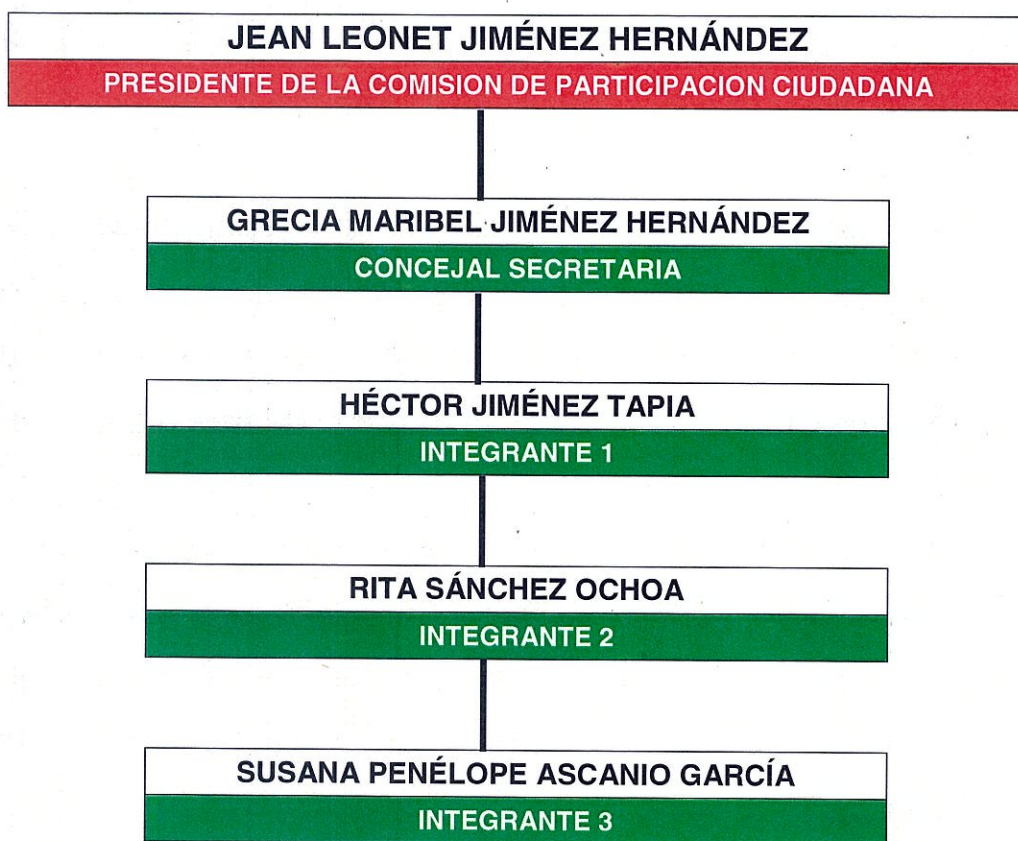 JEAN LEONET JIMÉNEZ HERNÁNDEZ
PRESIDENTE DE LA COMISION DE PARTICIPACION CIUDADANA
GRECIA MARIBEL JIMÉNEZ HERNÁNDEZ
CONCEJAL SECRETARIA
HÉCTOR JIMÉNEZ TAPIA
INTEGRANTE 1
RITA SÁNCHEZ OCHOA
INTEGRANTE 2
SUSANA PENÉLOPE ASCANIO GARCÍA
INTEGRANTE 3